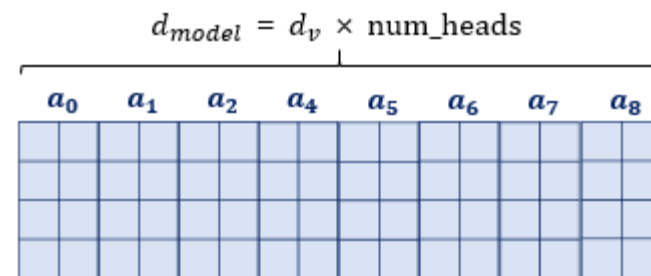 d_model = d_v × num_heads
a_0 a_1 a_2 a_4 a_5 a_6 a_7 a_8